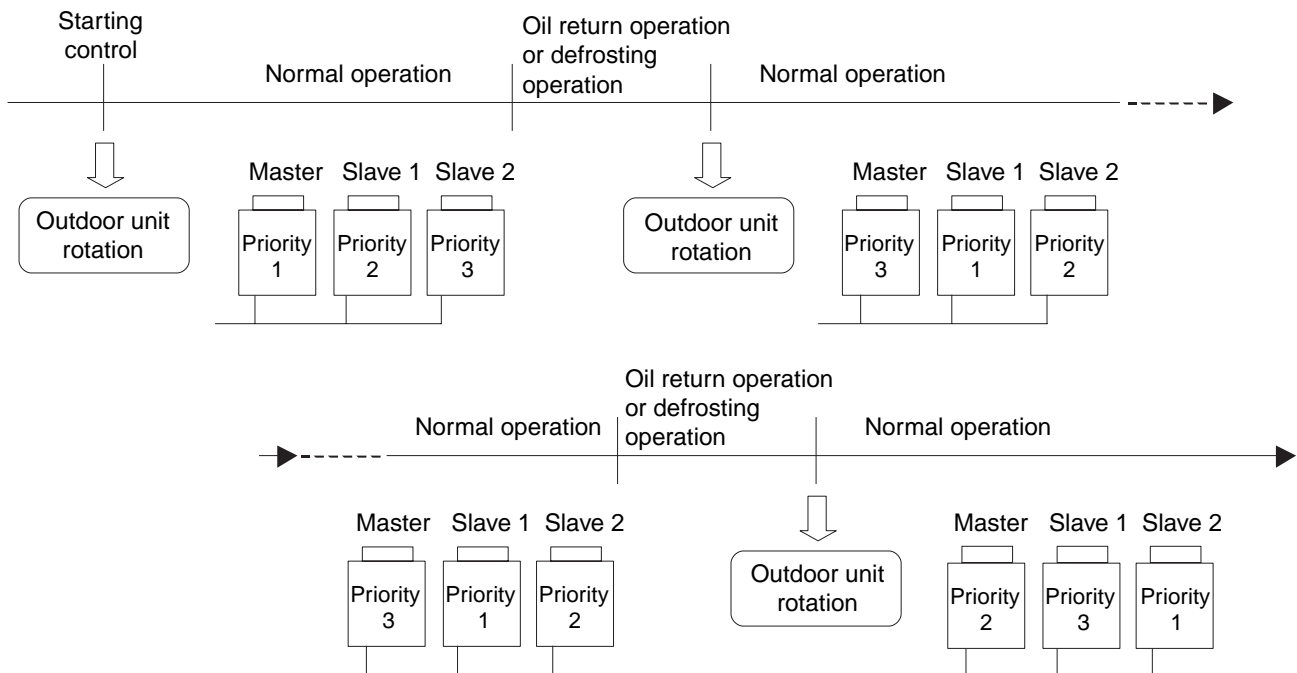 Starting
control
Normal operation
Oil return operation
or defrosting
operation
Normal operation
Outdoor unit
rotation
Master
Slave 1
Slave 2
Priority
1
Priority
2
Priority
3
Outdoor unit
rotation
Master
Slave 1
Slave 2
Priority
3
Priority
1
Priority
2
Normal operation
Oil return operation
or defrosting
operation
Normal operation
Master
Slave 1
Slave 2
Priority
3
Priority
1
Priority
2
Outdoor unit
rotation
Master
Slave 1
Slave 2
Priority
2
Priority
3
Priority
1